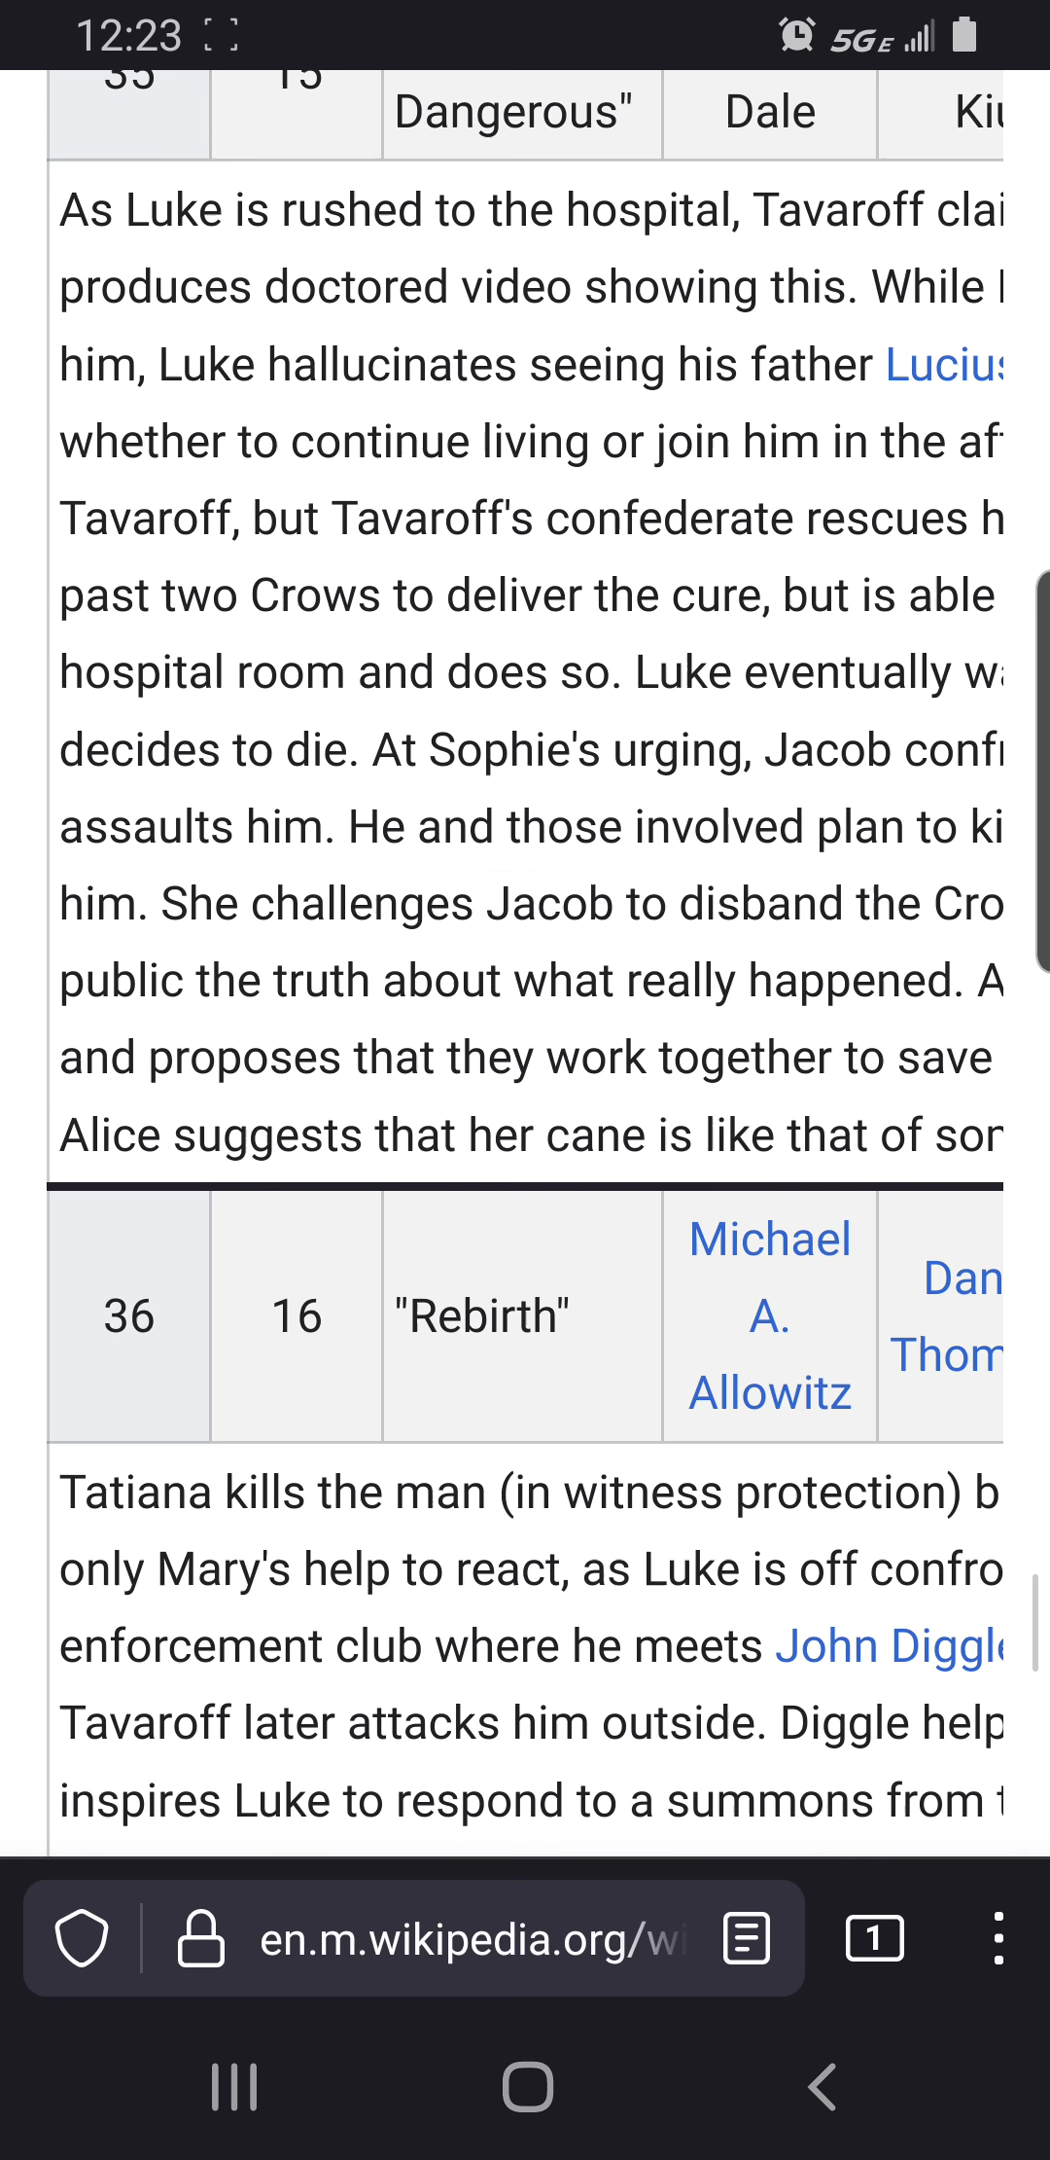 12:23 5GE
35 15
Dangerous" Dale
As Luke is rushed to the hospital, Tavaroff
produces doctored video showing this. While
him, Luke hallucinates seeing his father
whether to continue living or join him in the
Tavaroff, but Tavaroff's confederate rescues
past two Crows to deliver the cure, but is able
hospital room and does so. Luke eventually
decides to die. At Sophie's urging, Jacob
assaults him. He and those involved plan to
him. She challenges Jacob to disband the
public the truth about what really happened.
and proposes that they work together to save
Alice suggests that her cane is like that of
36 16 "Rebirth" Michael A. Allowitz Dan
Tatiana kills the man (in witness protection)
only Mary's help to react, as Luke is off
enforcement club where he meets John
Tavaroff later attacks him outside. Diggle
inspires Luke to respond to a summons from
en.m.wikipedia.org/wi 1